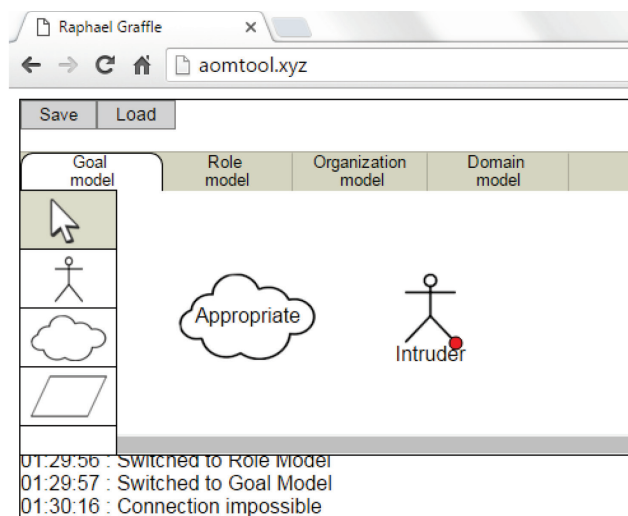 Raphael Graffle
aomtool.xyz
Save Load
Goal model
Role model
Organization model
Domain model
Appropriate
Intruder
01:29:56 : Switched to Role Model
01:29:57 : Switched to Goal Model
01:30:16 : Connection impossible